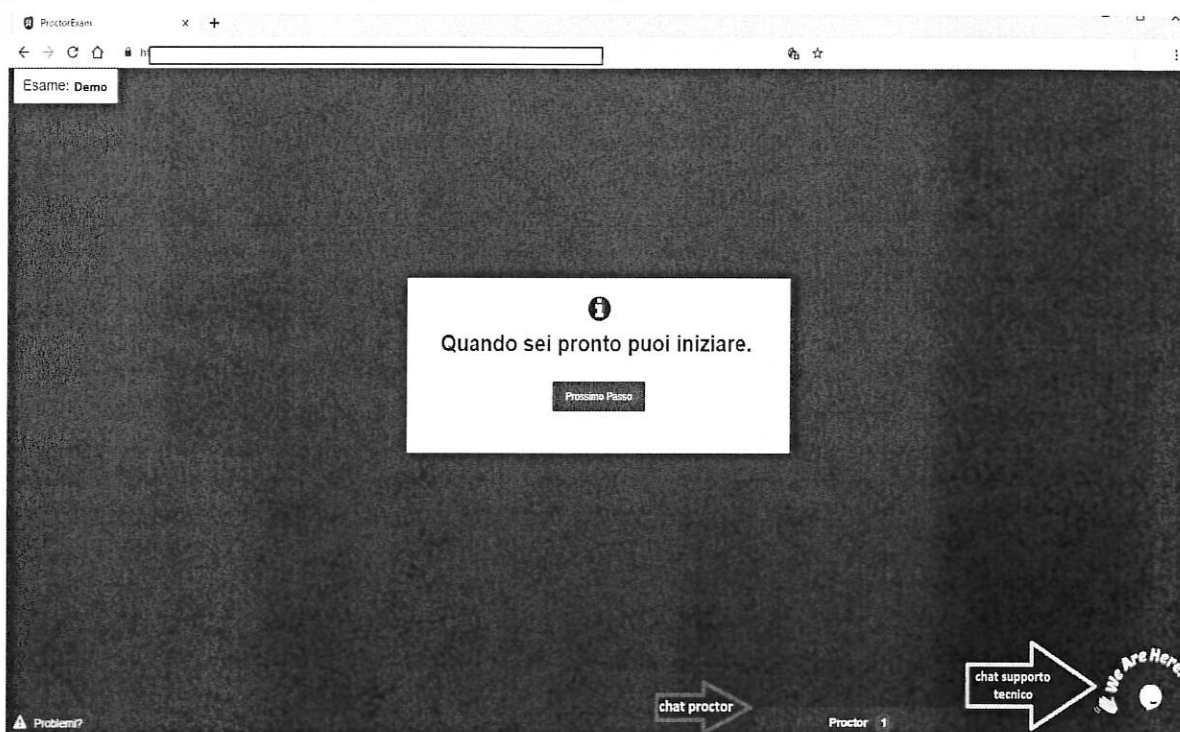 ProctorExam
Esame: Demo
Quando sei pronto puoi iniziare.
Prossimo Passo
We Are Here!
chat supporto
tecnico
chat proctor
Problemi?
Proctor 1